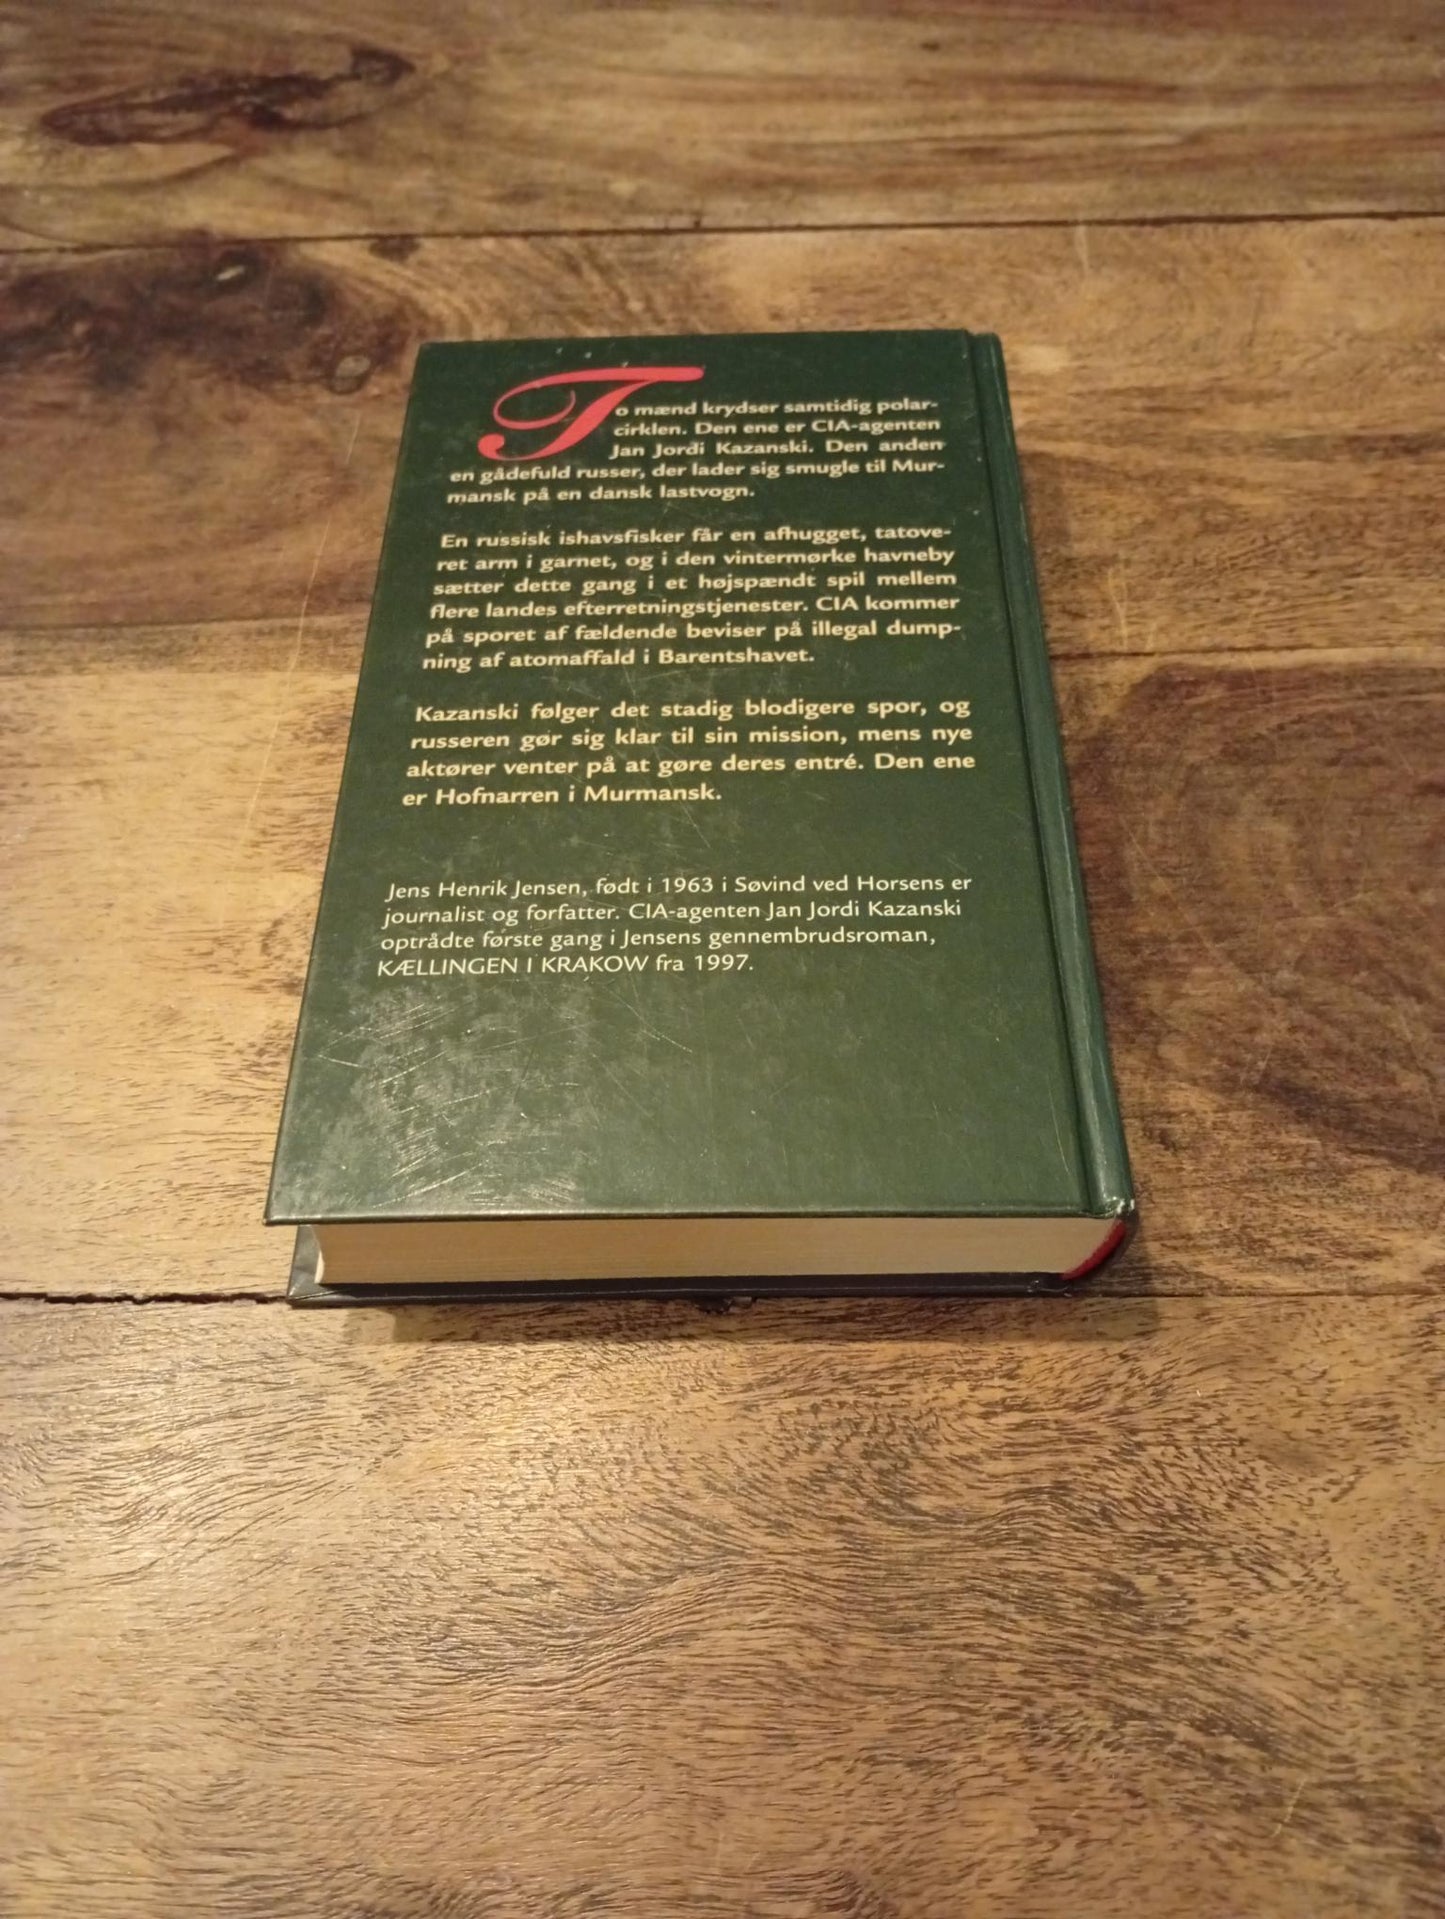 To mænd krydser samtidig polar-
cirklen. Den ene er CIA-agenten
Jan Jordi Kazanski. Den anden
en gådefuld russer, der lader sig smugle til Mur-
mansk på en dansk lastvogn.
En russisk ishavsfisker får en afhugget, tatove-
ret arm i garnet, og i den vintermørke havneby
sætter dette gang i et højspændt spil mellem
flere landes efterretningstjenester. CIA kommer
på sporet af fældende beviser på illegal dump-
ning af atomaffald i Barentshavet.
Kazanski følger det stadig blodigere spor, og
russeren gør sig klar til sin mission, mens nye
aktører venter på at gøre deres entré. Den ene
er Hofnarren i Murmansk.
Jens Henrik Jensen, født i 1963 i Søvind ved Horsens er
journalist og forfatter. CIA-agenten Jan Jordi Kazanski
optrådte første gang i Jensens gennembrudsroman,
KÆLLINGEN I KRAKOW fra 1997.